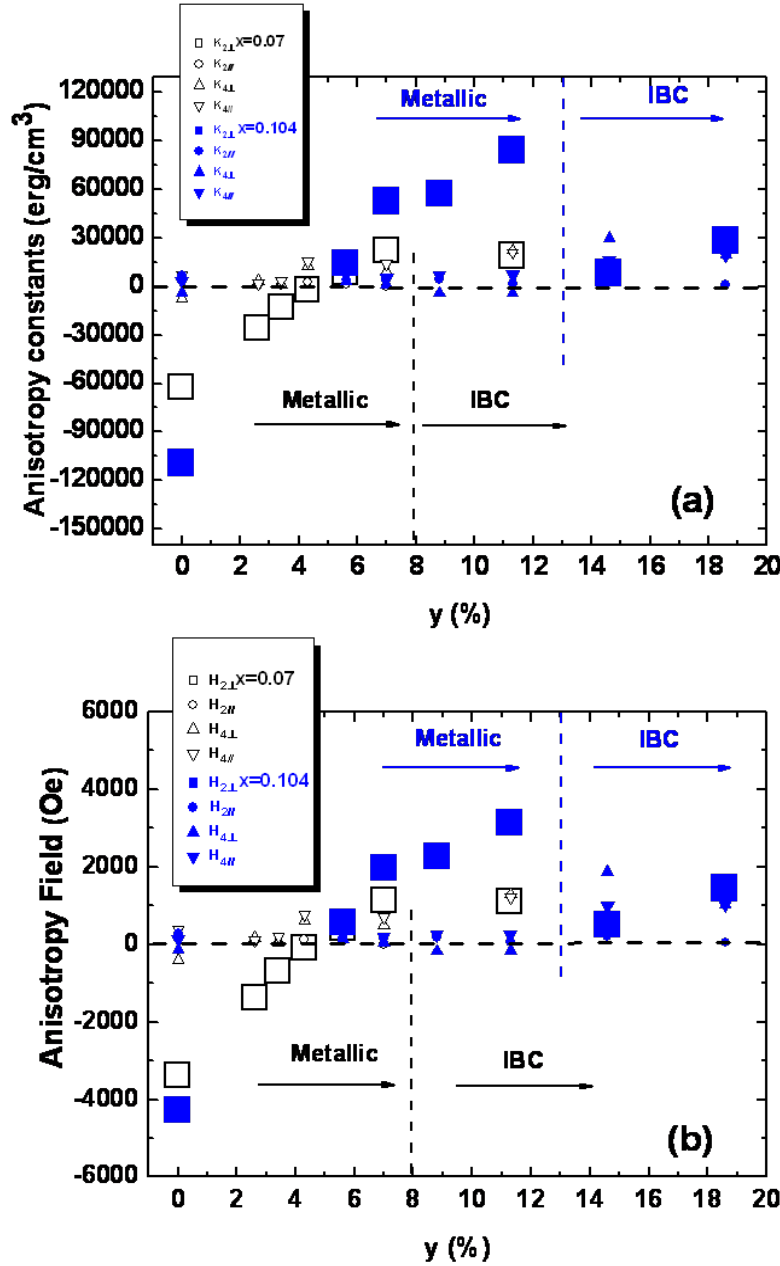 K2⊥ x=0.07
K2//
K4⊥
K4//
K2⊥ x=0.104
K2//
K4⊥
K4//
120000
90000
60000
30000
0
-30000
-60000
-90000
-120000
-150000
Anisotropy constants (erg/cm³)
Metallic
IBC
Metallic
IBC
(a)
0 2 4 6 8 10 12 14 16 18 20
y (%)
H2⊥ x=0.07
H2//
H4⊥
H4//
H2⊥ x=0.104
H2//
H4⊥
H4//
6000
4000
2000
0
-2000
-4000
-6000
Anisotropy Field (Oe)
Metallic
IBC
Metallic
IBC
(b)
0 2 4 6 8 10 12 14 16 18 20
y (%)